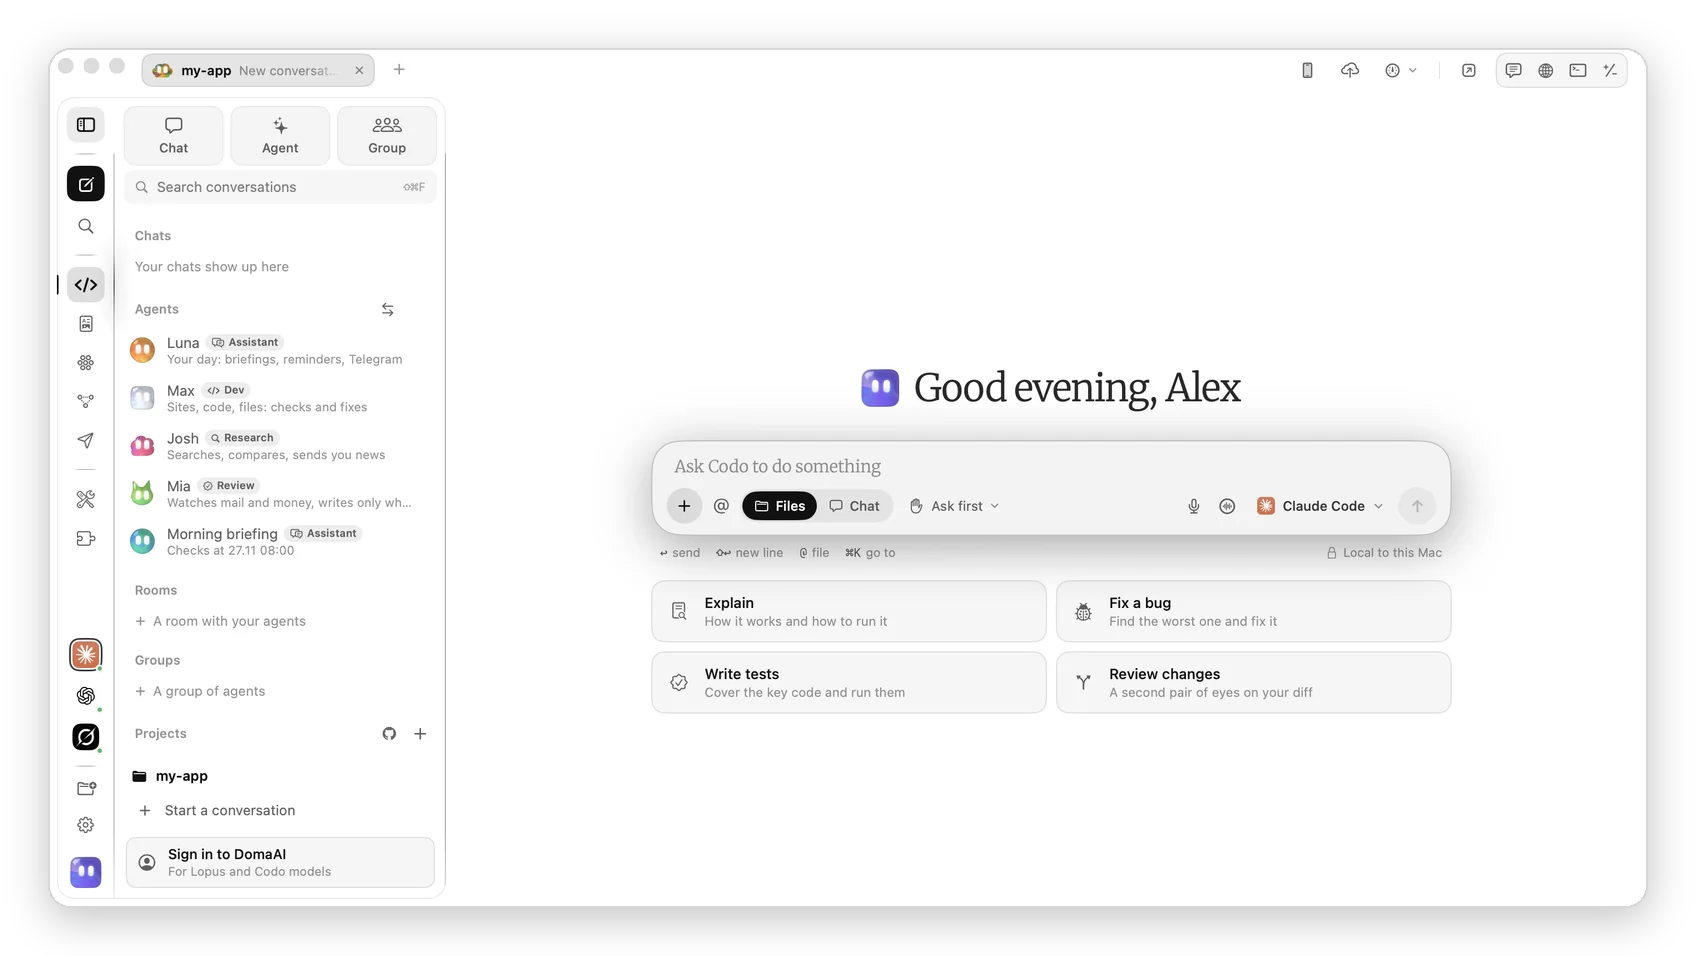 my-app New conversat...
Chat
Agent
Group
Search conversations ⇧⌘F
Chats
Your chats show up here
Agents
Luna Assistant
Your day: briefings, reminders, Telegram
Max Dev
Sites, code, files: checks and fixes
Josh Research
Searches, compares, sends you news
Mia Review
Watches mail and money, writes only wh...
Morning briefing Assistant
Checks at 27.11 08:00
Rooms
+ A room with your agents
Groups
+ A group of agents
Projects
my-app
+ Start a conversation
Sign in to DomaAI
For Lopus and Codo models
Good evening, Alex
Ask Codo to do something
@ Files Chat Ask first Claude Code
↩ send ⇧↩ new line @ file ⌘K go to Local to this Mac
Explain
How it works and how to run it
Fix a bug
Find the worst one and fix it
Write tests
Cover the key code and run them
Review changes
A second pair of eyes on your diff